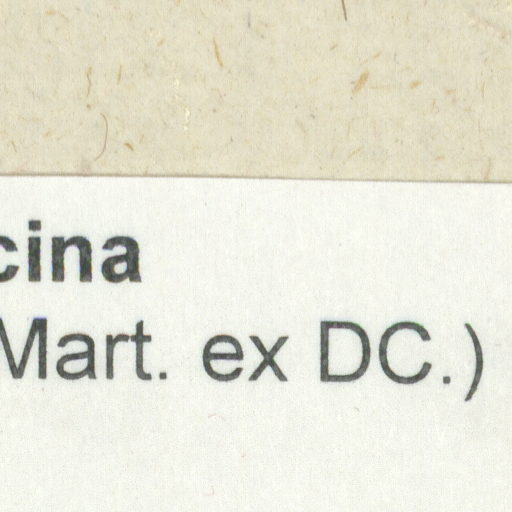 cina
Mart. ex DC.)